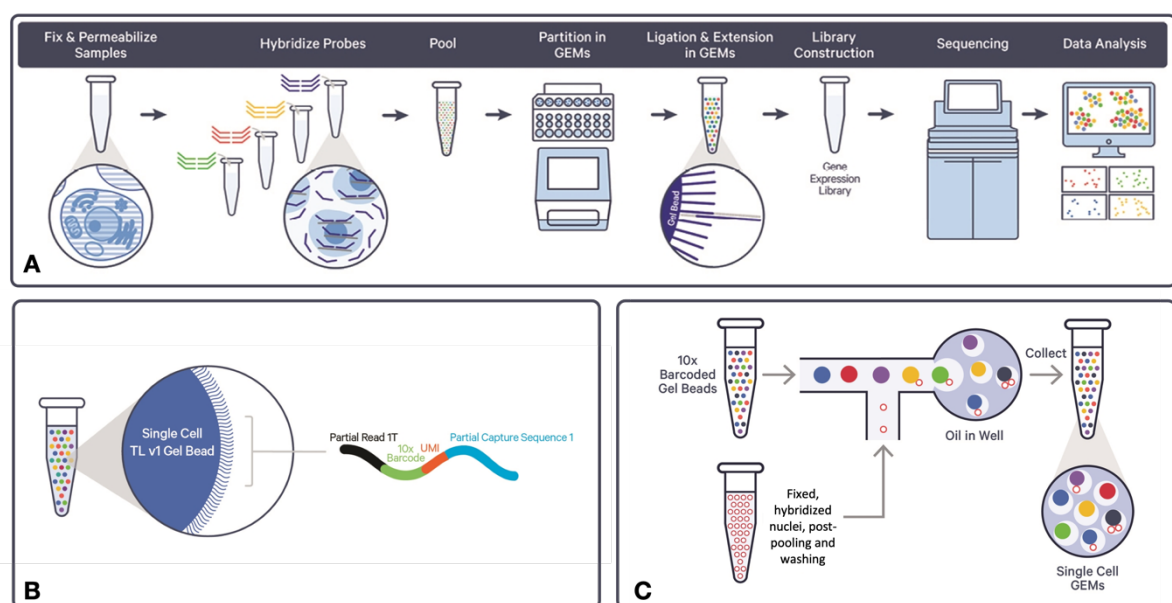 Fix & Permeabilize
Samples
Hybridize Probes
Pool
Partition in
GEMs
Ligation & Extension
in GEMs
Library
Construction
Sequencing
Data Analysis
Gel Bead
Gene
Expression
Library
A
Single Cell
TL v1 Gel Bead
Partial Read 1T
10x
Barcode
UMI
Partial Capture Sequence 1
B
10x
Barcoded
Gel Beads
Oil in Well
Collect
Fixed,
hybridized
nuclei, post-
pooling and
washing
Single Cell
GEMs
C